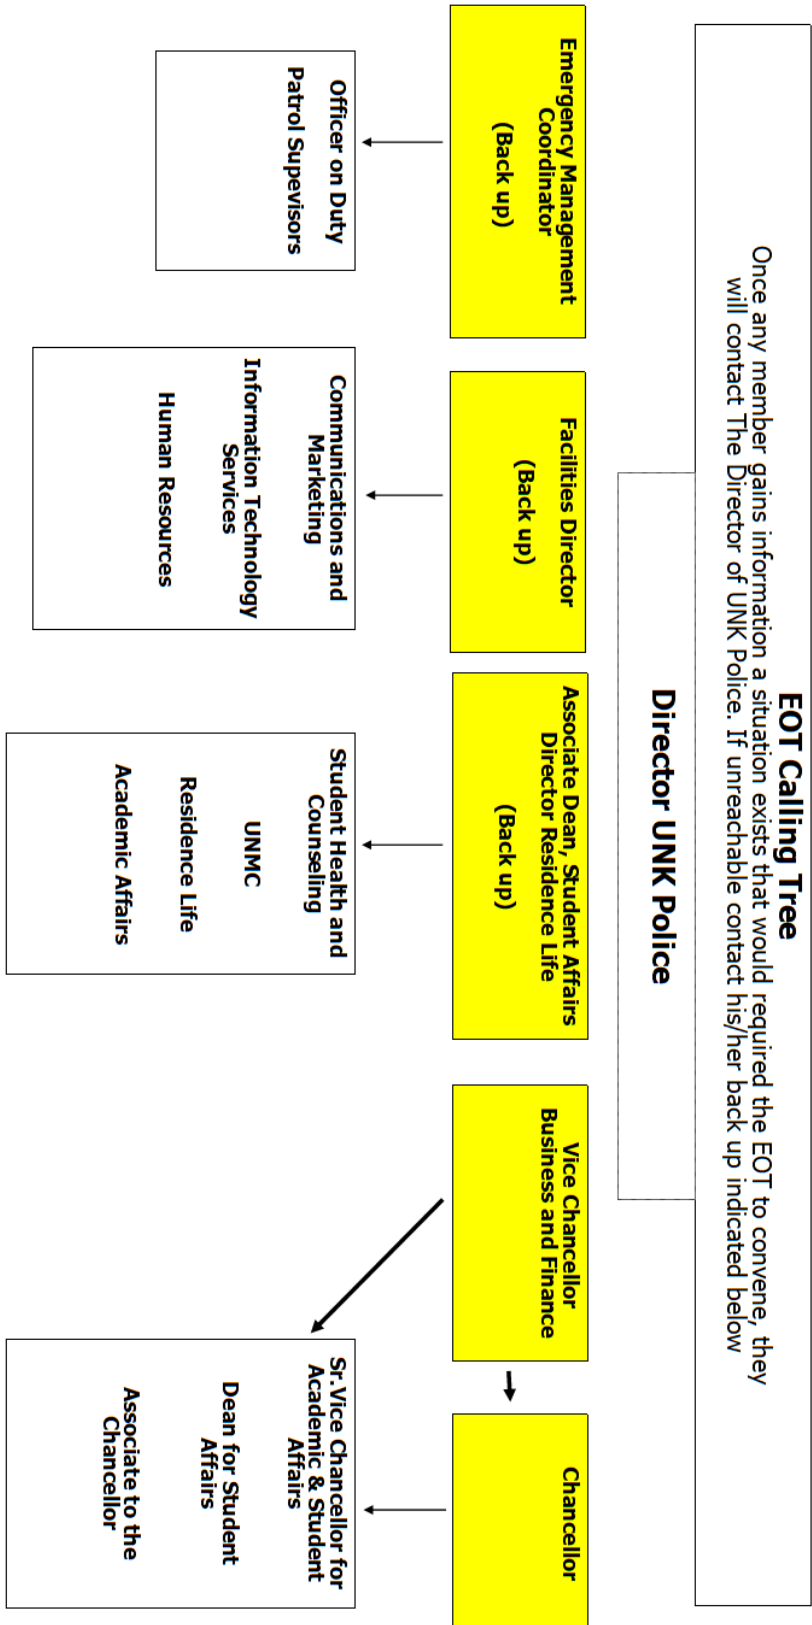 EOT Calling Tree
Once any member gains information a situation exists that would required the EOT to convene, they
will contact The Director of UNK Police. If unreachable contact his/her back up indicated below
Director UNK Police
Emergency Management
Coordinator
(Back up)
Facilities Director
(Back up)
Associate Dean, Student Affairs
Director Residence Life
(Back up)
Vice Chancellor
Business and Finance
Chancellor
Officer on Duty
Patrol Supevisors
Communications and
Marketing
Information Technology
Services
Human Resources
Student Health and
Counseling
UNMC
Residence Life
Academic Affairs
Sr.Vice Chancellor for
Academic & Student
Affairs
Dean for Student
Affairs
Associate to the
Chancellor